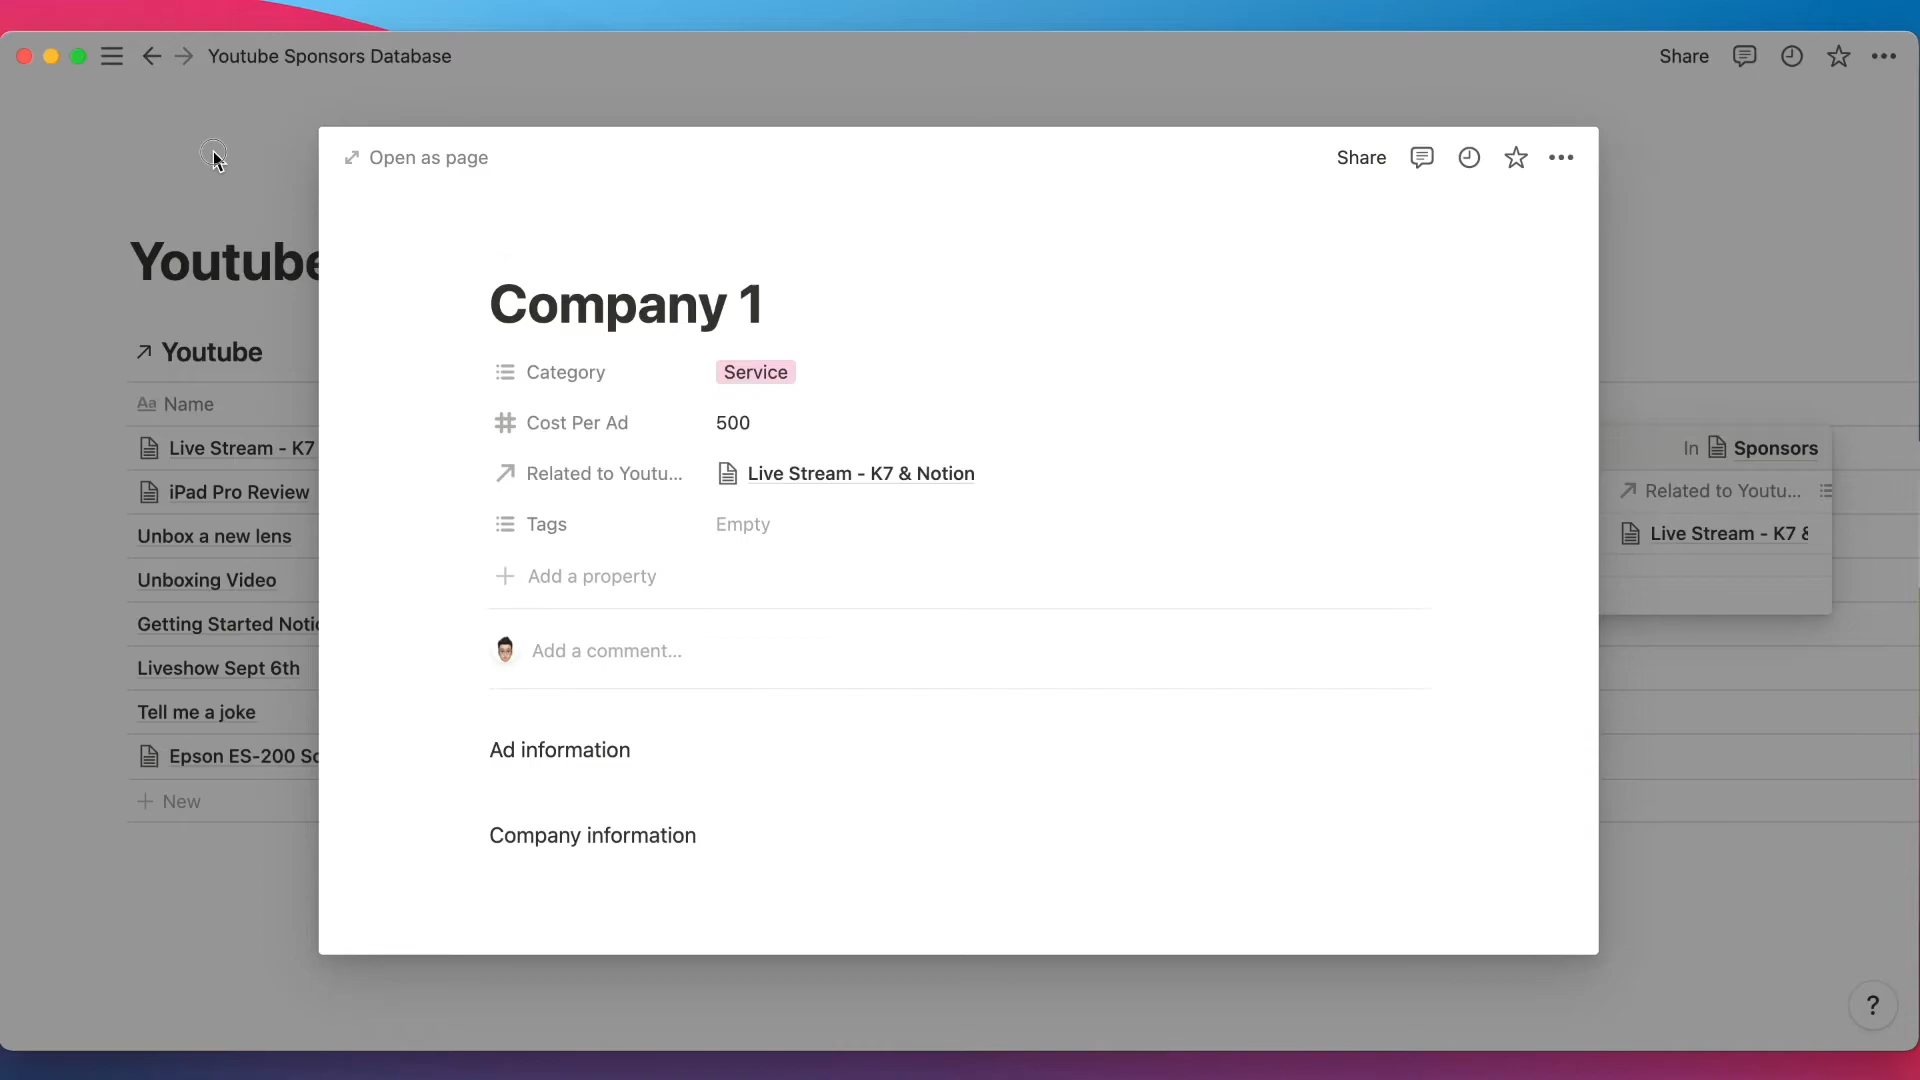 Youtube Sponsors Database
Share
Open as page
Share
Youtube
Company 1
Youtube
Category
Service
Aa Name
Cost Per Ad
500
Live Stream - K7
In Sponsors
Related to Youtu...
Live Stream - K7 & Notion
iPad Pro Review
Related to Youtu...
Tags
Empty
Unbox a new lens
Live Stream - K7 &
Unboxing Video
Add a property
Getting Started Notic
Add a comment...
Liveshow Sept 6th
Tell me a joke
Ad information
Epson ES-200 Sc
New
Company information
?